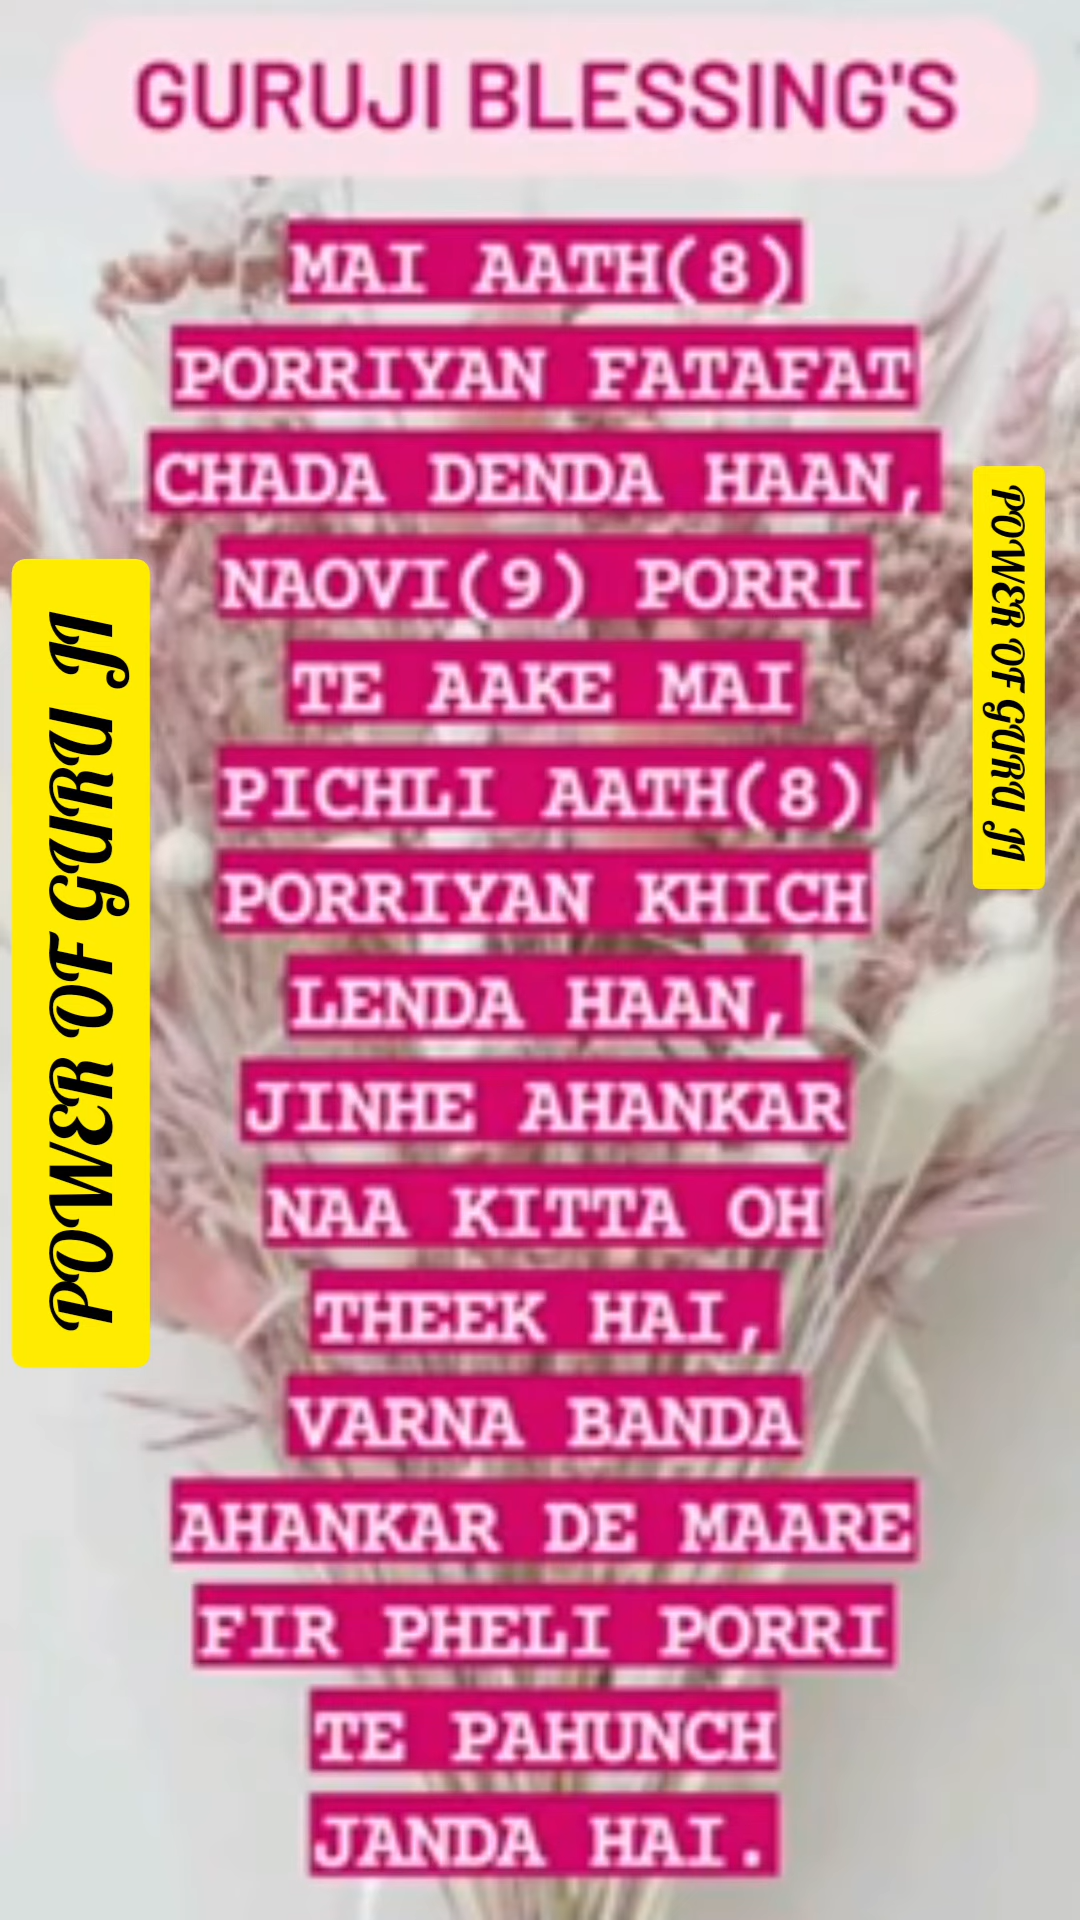 GURUJI BLESSING'S
MAI AATH(8)
PORRIYAN FATAFAT
CHADA DENDA HAAN,
NAOVI(9) PORRI
TE AAKE MAI
PICHLI AATH(8)
PORRIYAN KHICH
LENDA HAAN,
JINHE AHANKAR
NAA KITTA OH
THEEK HAI,
VARNA BANDA
AHANKAR DE MAARE
FIR PHELI PORRI
TE PAHUNCH
JANDA HAI.
POWER OF GURU JI
POWER OF GURU JI